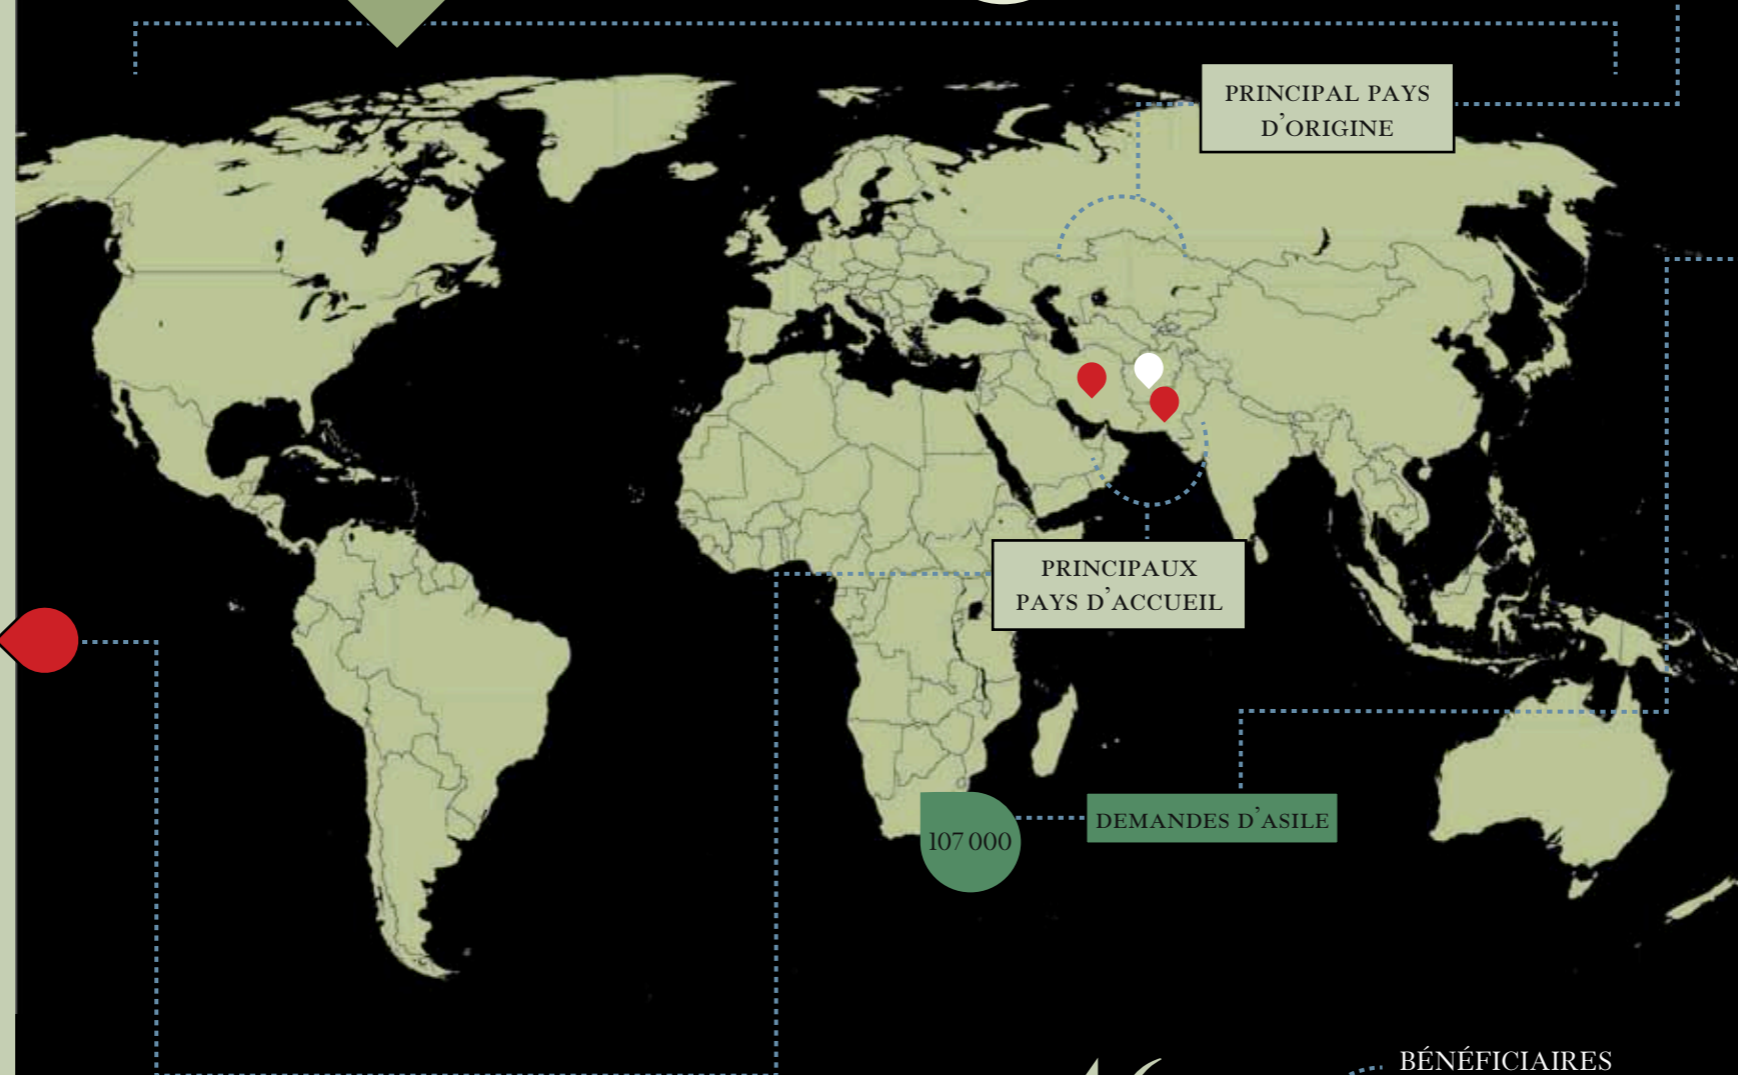 PRINCIPAL PAYS
D'ORIGINE
PRINCIPAUX
PAYS D'ACCUEIL
DEMANDES D'ASILE
107 000
BÉNÉFICIAIRES